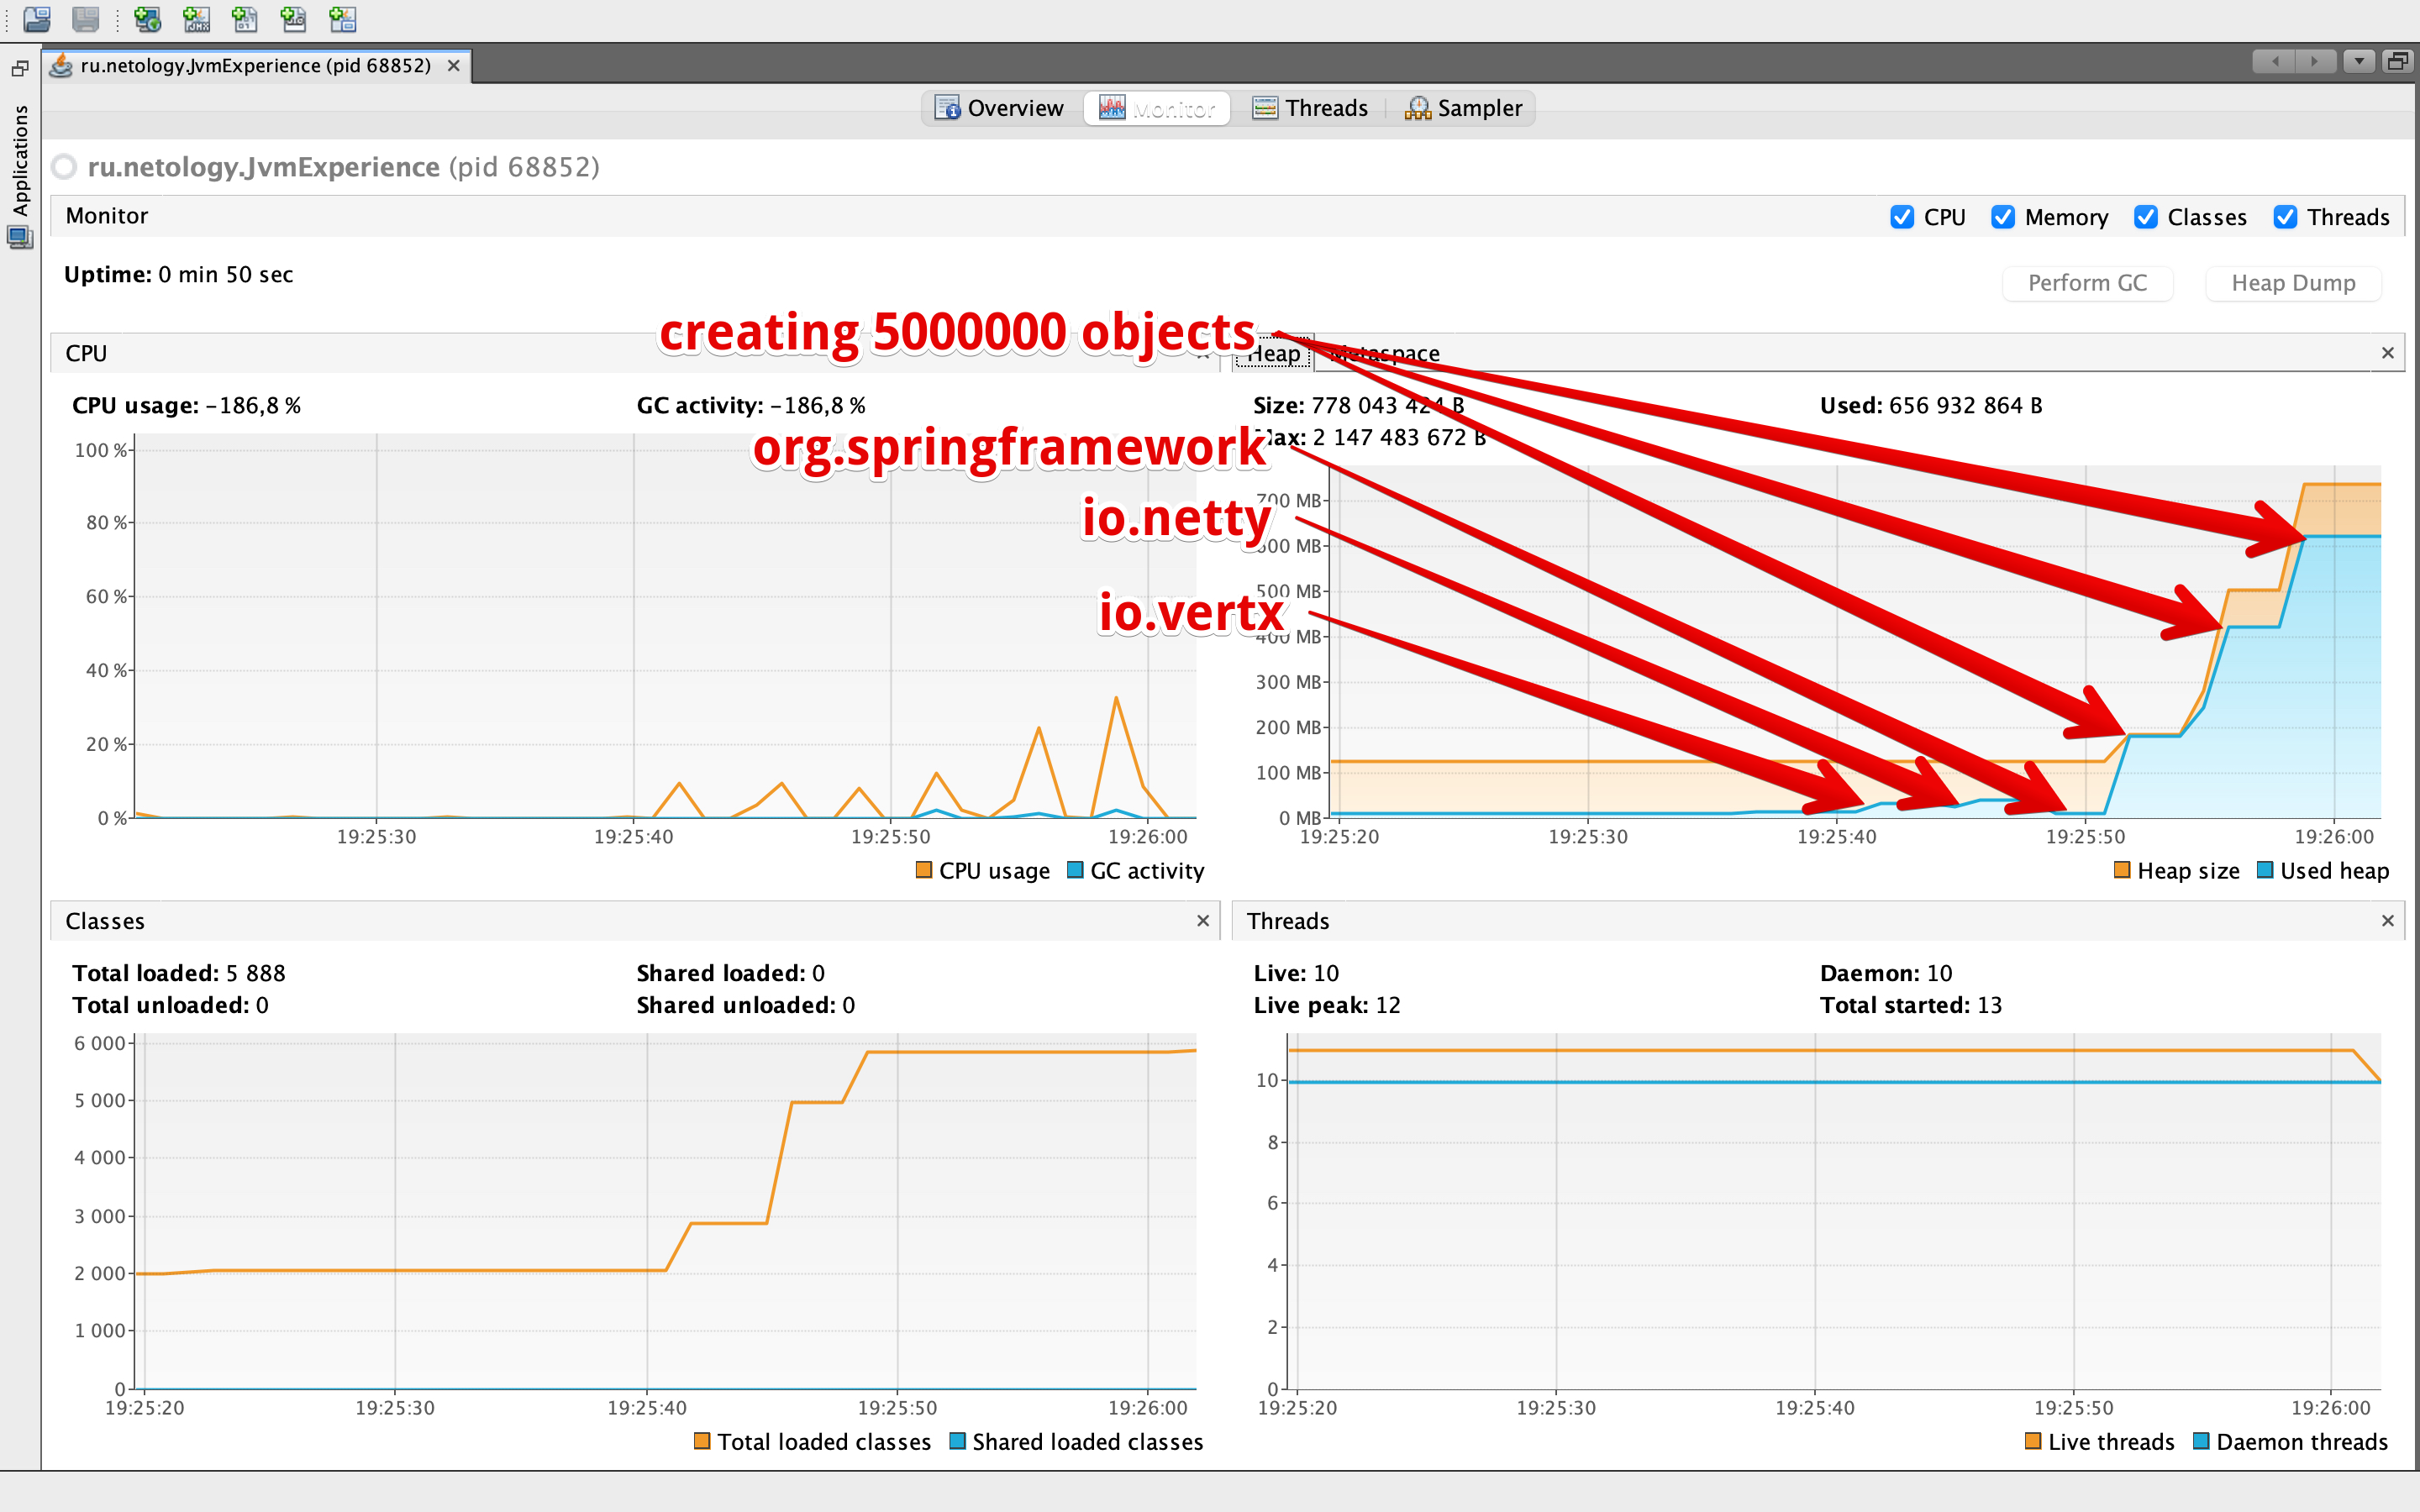 ru.netology.JvmExperience (pid 68852)
Applications
Overview
Monitor
Threads
Sampler
ru.netology.JvmExperience (pid 68852)
Monitor
CPU
Memory
Classes
Threads
Uptime: 0 min 50 sec
Perform GC
Heap Dump
creating 5000000 objects
CPU
Heap
Metaspace
CPU usage: –186,8 %
GC activity: –186,8 %
Size: 778 043 424 B
Used: 656 932 864 B
Max: 2 147 483 672 B
org.springframework
io.netty
io.vertx
100 %
80 %
60 %
40 %
20 %
0 %
19:25:30
19:25:40
19:25:50
19:26:00
CPU usage
GC activity
700 MB
600 MB
500 MB
400 MB
300 MB
200 MB
100 MB
0 MB
19:25:20
19:25:30
19:25:40
19:25:50
19:26:00
Heap size
Used heap
Classes
Total loaded: 5 888
Shared loaded: 0
Total unloaded: 0
Shared unloaded: 0
6 000
5 000
4 000
3 000
2 000
1 000
0
19:25:20
19:25:30
19:25:40
19:25:50
19:26:00
Total loaded classes
Shared loaded classes
Threads
Live: 10
Daemon: 10
Live peak: 12
Total started: 13
10
8
6
4
2
0
19:25:20
19:25:30
19:25:40
19:25:50
19:26:00
Live threads
Daemon threads